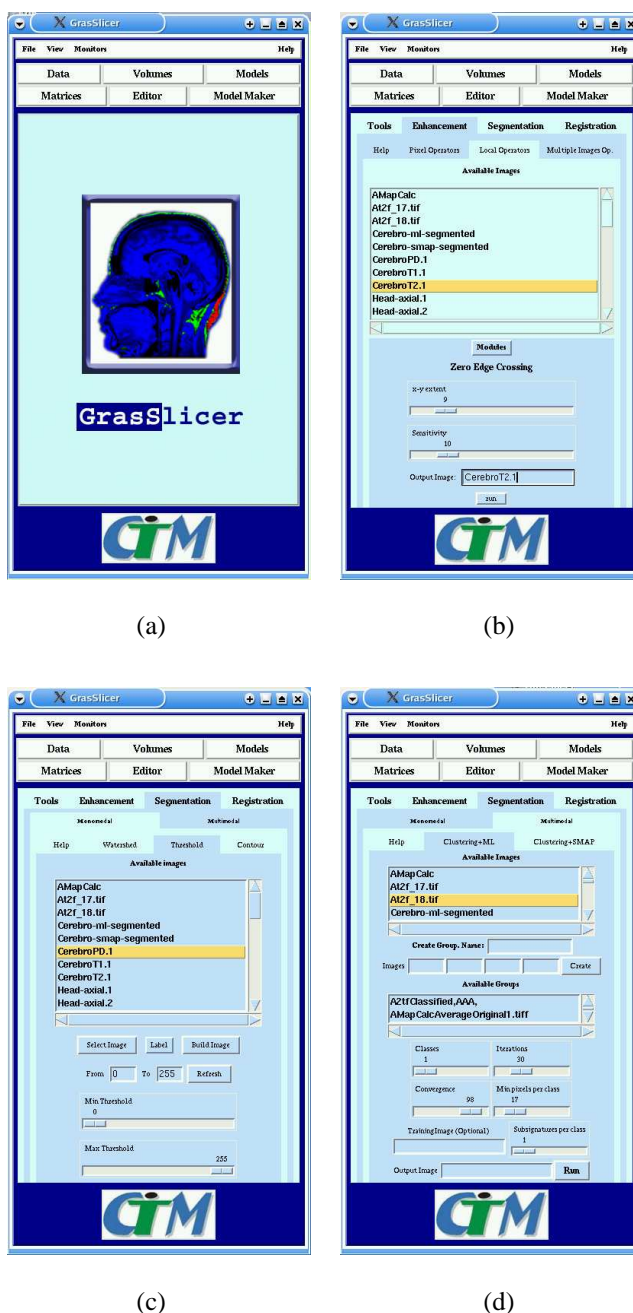 GrasSlicer
File View Monitors Help
Data Volumes Models
Matrices Editor Model Maker
GrasSlicer
CTM
(a)
GrasSlicer
File View Monitors Help
Data Volumes Models
Matrices Editor Model Maker
Tools Enhancement Segmentation Registration
Help Pixel Operators Local Operators Multiple Images Op.
Available Images
AMapCalc
At2f_17.tif
At2f_18.tif
Cerebro-ml-segmented
Cerebro-smap-segmented
CerebroPD.1
CerebroT1.1
CerebroT2.1
Head-axial.1
Head-axial.2
Modules
Zero Edge Crossing
x-y extent
9
Sensitivity
10
Output Image: CerebroT2.1
run
CTM
(b)
GrasSlicer
File View Monitors Help
Data Volumes Models
Matrices Editor Model Maker
Tools Enhancement Segmentation Registration
Monomodal Multimodal
Help Watershed Threshold Contour
Available images
AMapCalc
At2f_17.tif
At2f_18.tif
Cerebro-ml-segmented
Cerebro-smap-segmented
CerebroPD.1
CerebroT1.1
CerebroT2.1
Head-axial.1
Head-axial.2
Select Image Label Build Image
From 0 To 255 Refresh
Min Threshold
0
Max Threshold
255
CTM
(c)
GrasSlicer
File View Monitors Help
Data Volumes Models
Matrices Editor Model Maker
Tools Enhancement Segmentation Registration
Monomodal Multimodal
Help Clustering+ML Clustering+SMAP
Available Images
AMapCalc
At2f_17.tif
At2f_18.tif
Cerebro-ml-segmented
Create Group. Name:
Images Create
Available Groups
A2tfClassified,AAA,
AMapCalcAverageOriginal1.tiff
Classes Iterations
1 30
Convergence Min pixels per class
98 17
Training Image (Optional) Subsignatures per class
1
Output Image Run
CTM
(d)